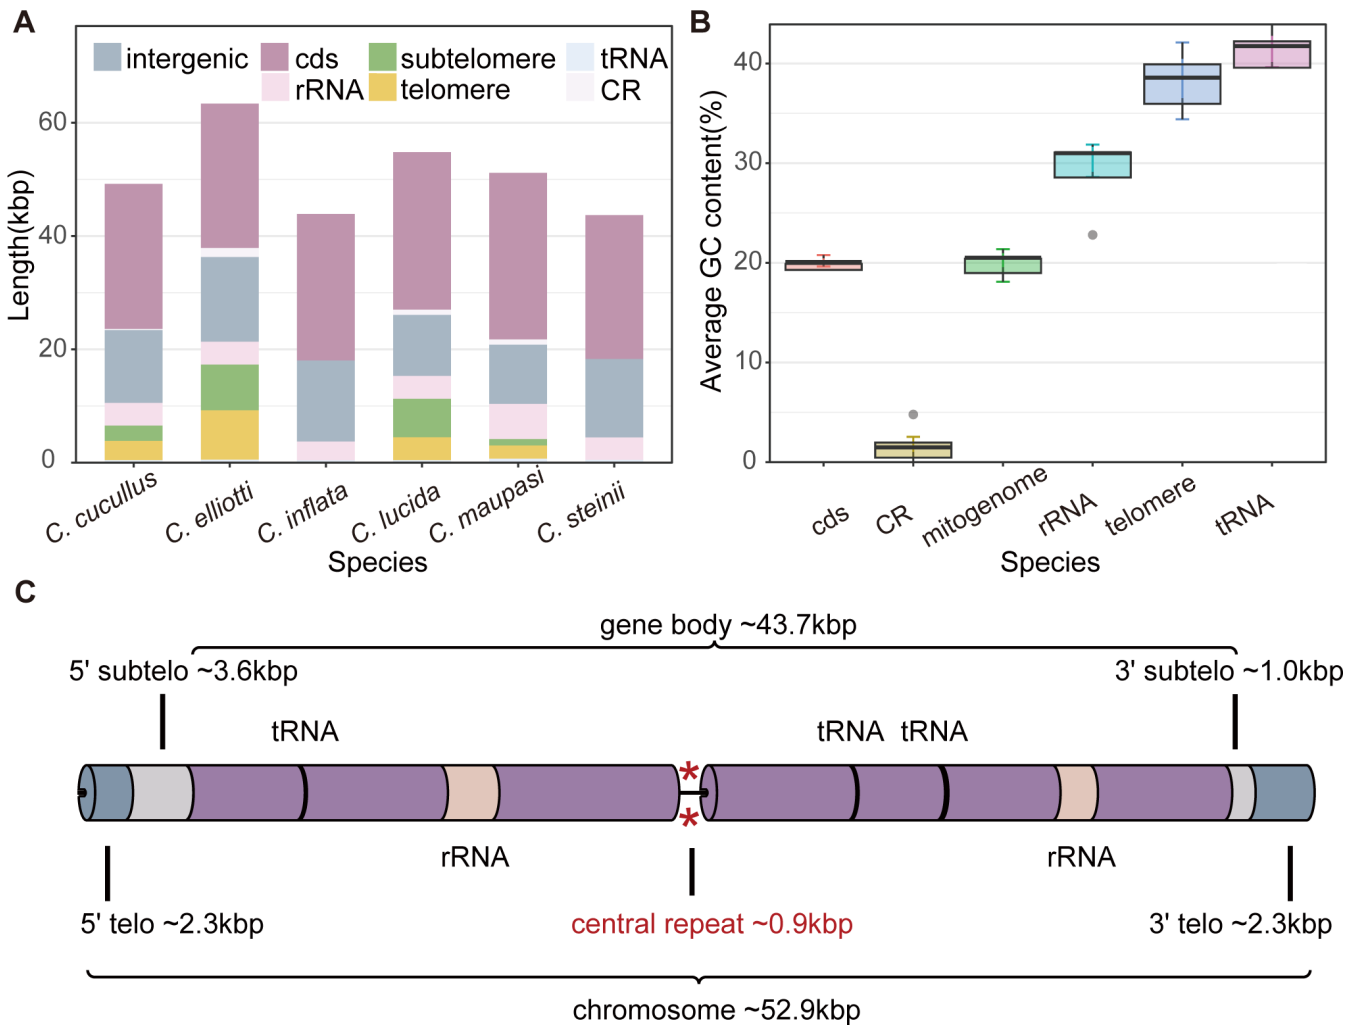 A
intergenic cds subtelomere tRNA
rRNA telomere CR
Length(kbp)
60
40
20
0
C. cucullus C. elliotti C. inflata C. lucida C. maupasi C. steinii
Species
B
Average GC content(%)
40
30
20
10
0
cds CR mitogenome rRNA telomere tRNA
Species
C
gene body ~43.7kbp
5' subtelo ~3.6kbp 3' subtelo ~1.0kbp
tRNA tRNA tRNA
*
*
rRNA rRNA
5' telo ~2.3kbp central repeat ~0.9kbp 3' telo ~2.3kbp
chromosome ~52.9kbp